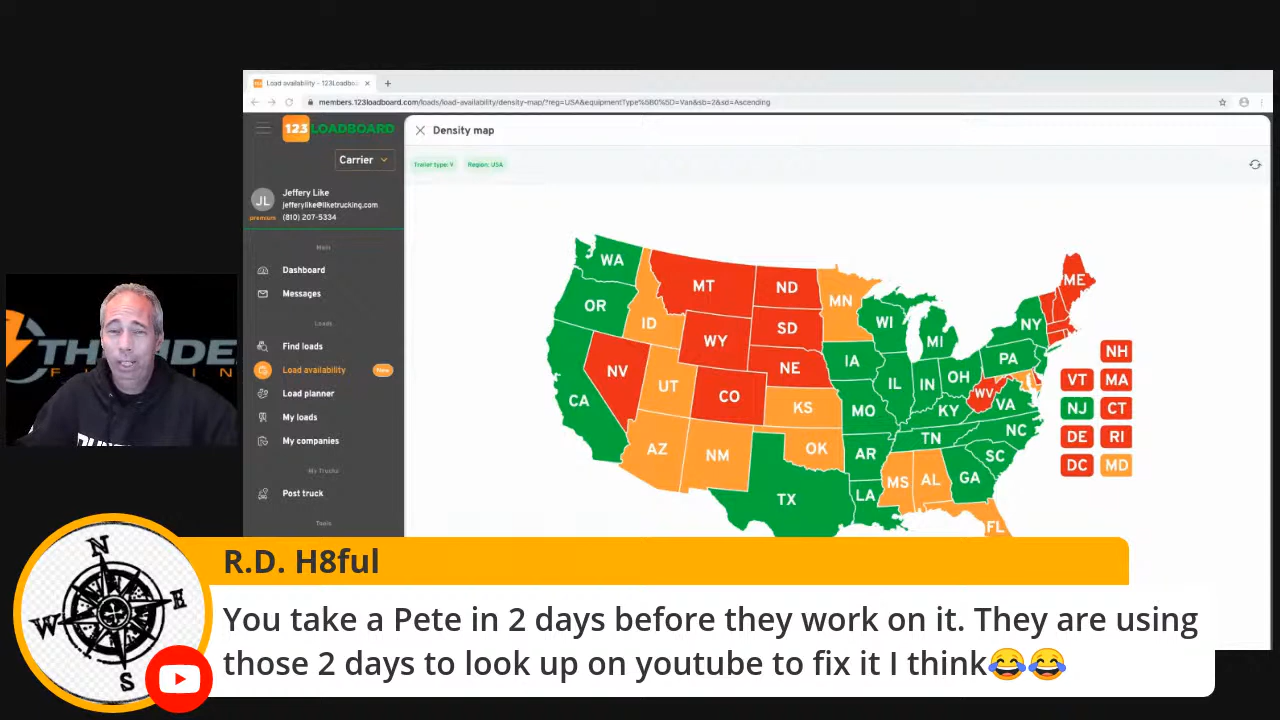 Load availability - 123Loadbo...
members.123loadboard.com/loads/load-availability/density-map/?reg=USA&equipmentType%5B0%5D=Van&sb=2&sd=Ascending
123 LOADBOARD
Carrier
JL
premium
Jeffery Like
jefferylike@liketrucking.com
(810) 207-5334
Main
Dashboard
Messages
Loads
Find loads
Load availability New
Load planner
My loads
My companies
My Trucks
Post truck
Tools
Density map
Trailer type: V Region: USA
WA
MT
ND
MN
ME
OR
ID
WY
SD
WI
MI
NY
NV
UT
CO
NE
IA
IL
IN
OH
PA
CA
KS
MO
KY
WV
VA
AZ
NM
OK
AR
TN
NC
SC
TX
LA
MS
AL
GA
FL
NH
VT MA
NJ CT
DE RI
DC MD
THUNDE
F
N
W E
S
R.D. H8ful
You take a Pete in 2 days before they work on it. They are using
those 2 days to look up on youtube to fix it I think😂😂